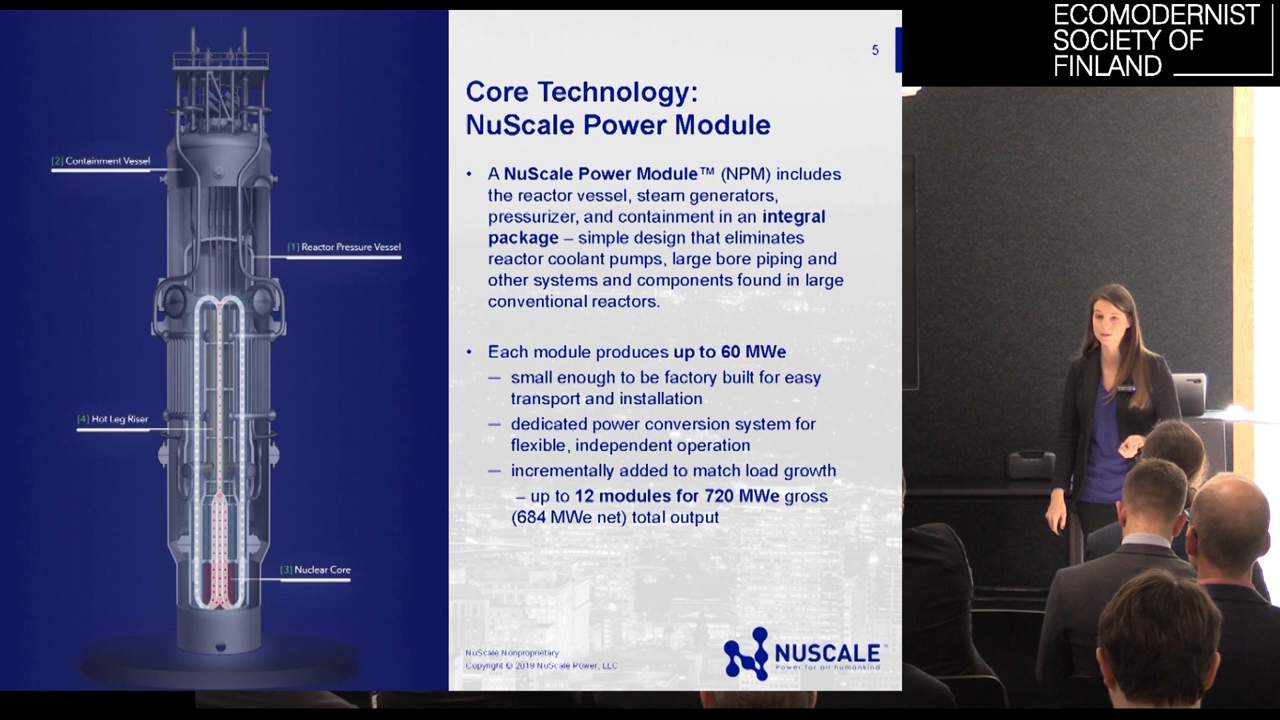 ECOMODERNIST
SOCIETY OF
FINLAND
5
Core Technology:
NuScale Power Module
• A NuScale Power Module™ (NPM) includes
the reactor vessel, steam generators,
pressurizer, and containment in an integral
package – simple design that eliminates
reactor coolant pumps, large bore piping and
other systems and components found in large
conventional reactors.
• Each module produces up to 60 MWe
— small enough to be factory built for easy
transport and installation
— dedicated power conversion system for
flexible, independent operation
— incrementally added to match load growth
– up to 12 modules for 720 MWe gross
(684 MWe net) total output
[2] Containment Vessel
[1] Reactor Pressure Vessel
[4] Hot Leg Riser
[3] Nuclear Core
NuScale Nonproprietary
Copyright © 2019 NuScale Power, LLC
NUSCALE™
Power for all humankind